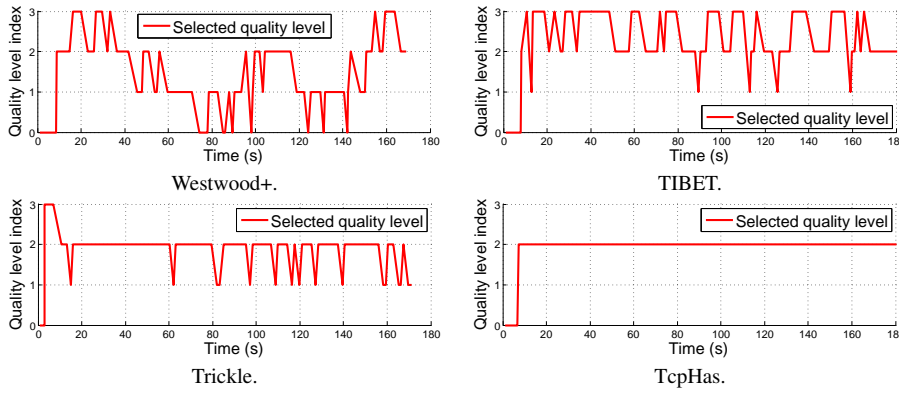 Quality level index
3
2
1
0
Selected quality level
0 20 40 60 80 100 120 140 160 180
Time (s)
Westwood+.
Quality level index
3
2
1
0
Selected quality level
0 20 40 60 80 100 120 140 160 180
Time (s)
TIBET.
Quality level index
3
2
1
0
Selected quality level
0 20 40 60 80 100 120 140 160 180
Time (s)
Trickle.
Quality level index
3
2
1
0
Selected quality level
0 20 40 60 80 100 120 140 160 180
Time (s)
TcpHas.